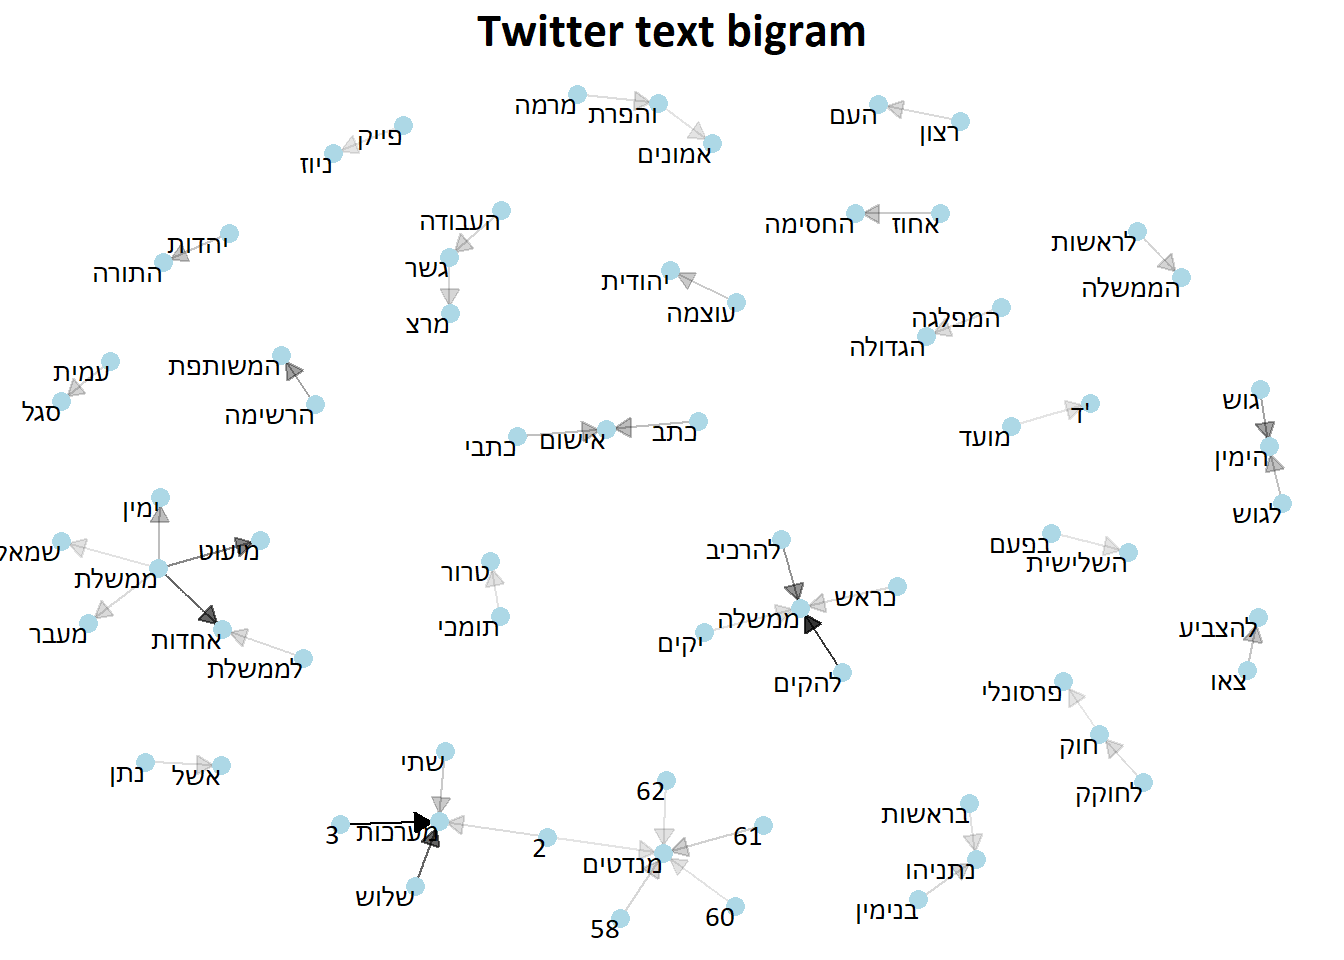 Twitter text bigram
מרמה
והפרת
אמונים
העם
רצון
פייק
ניוז
העבודה
גשר
מרצ
החסימה
אחוז
יהדות
התורה
לראשות
הממשלה
יהודית
עוצמה
המפלגה
הגדולה
עמית
סגל
המשותפת
הרשימה
כתבי
אישום
כתב
מועד
ד'
גוש
הימין
לגוש
ימין
שמאל
מיעוט
ממשלת
מעבר
אחדות
לממשלת
טרור
תומכי
להרכיב
בראש
ממשלה
יקים
להקים
בפעם
השלישית
להצביע
צאו
פרסונלי
חוק
לחוקק
נתן
אשל
שתי
3
מערכות
2
שלוש
62
61
מנדטים
58
60
בראשות
נתניהו
בנימין